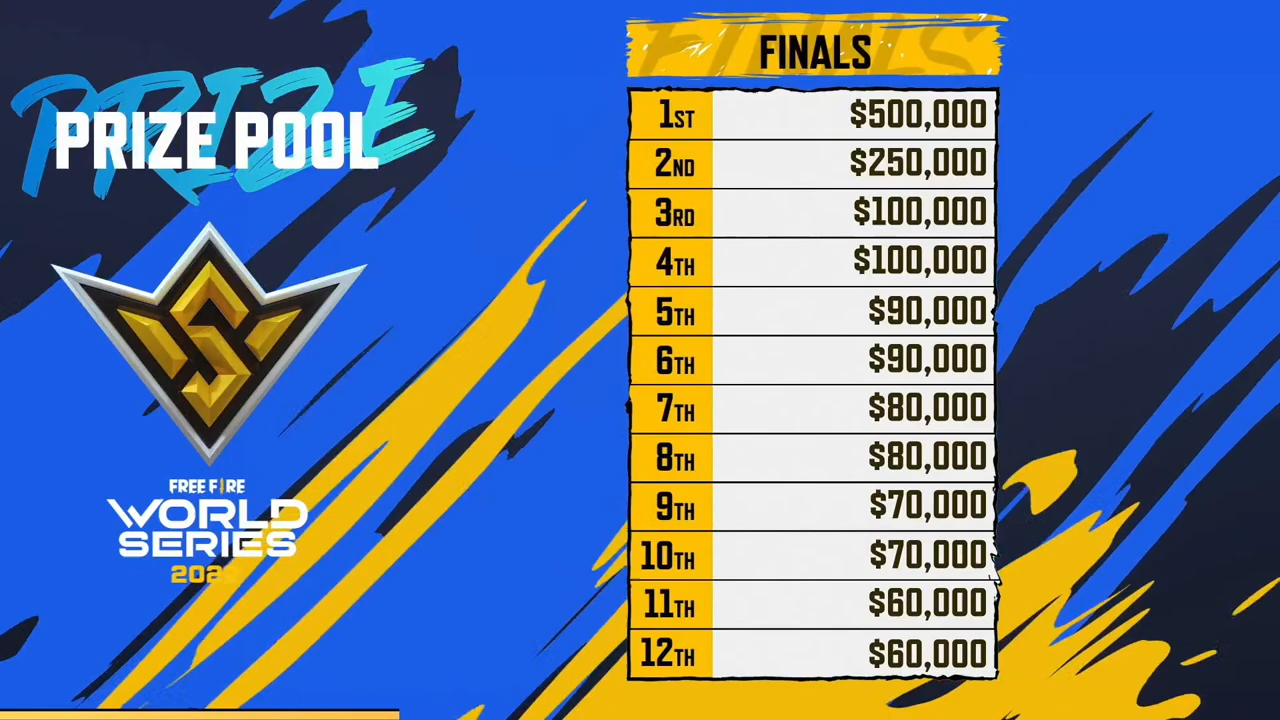 PRIZE
PRIZE POOL
FREE FIRE
WORLD
SERIES
FINALS
FINALS
1ST $500,000
2ND $250,000
3RD $100,000
4TH $100,000
5TH $90,000
6TH $90,000
7TH $80,000
8TH $80,000
9TH $70,000
10TH $70,000
11TH $60,000
12TH $60,000